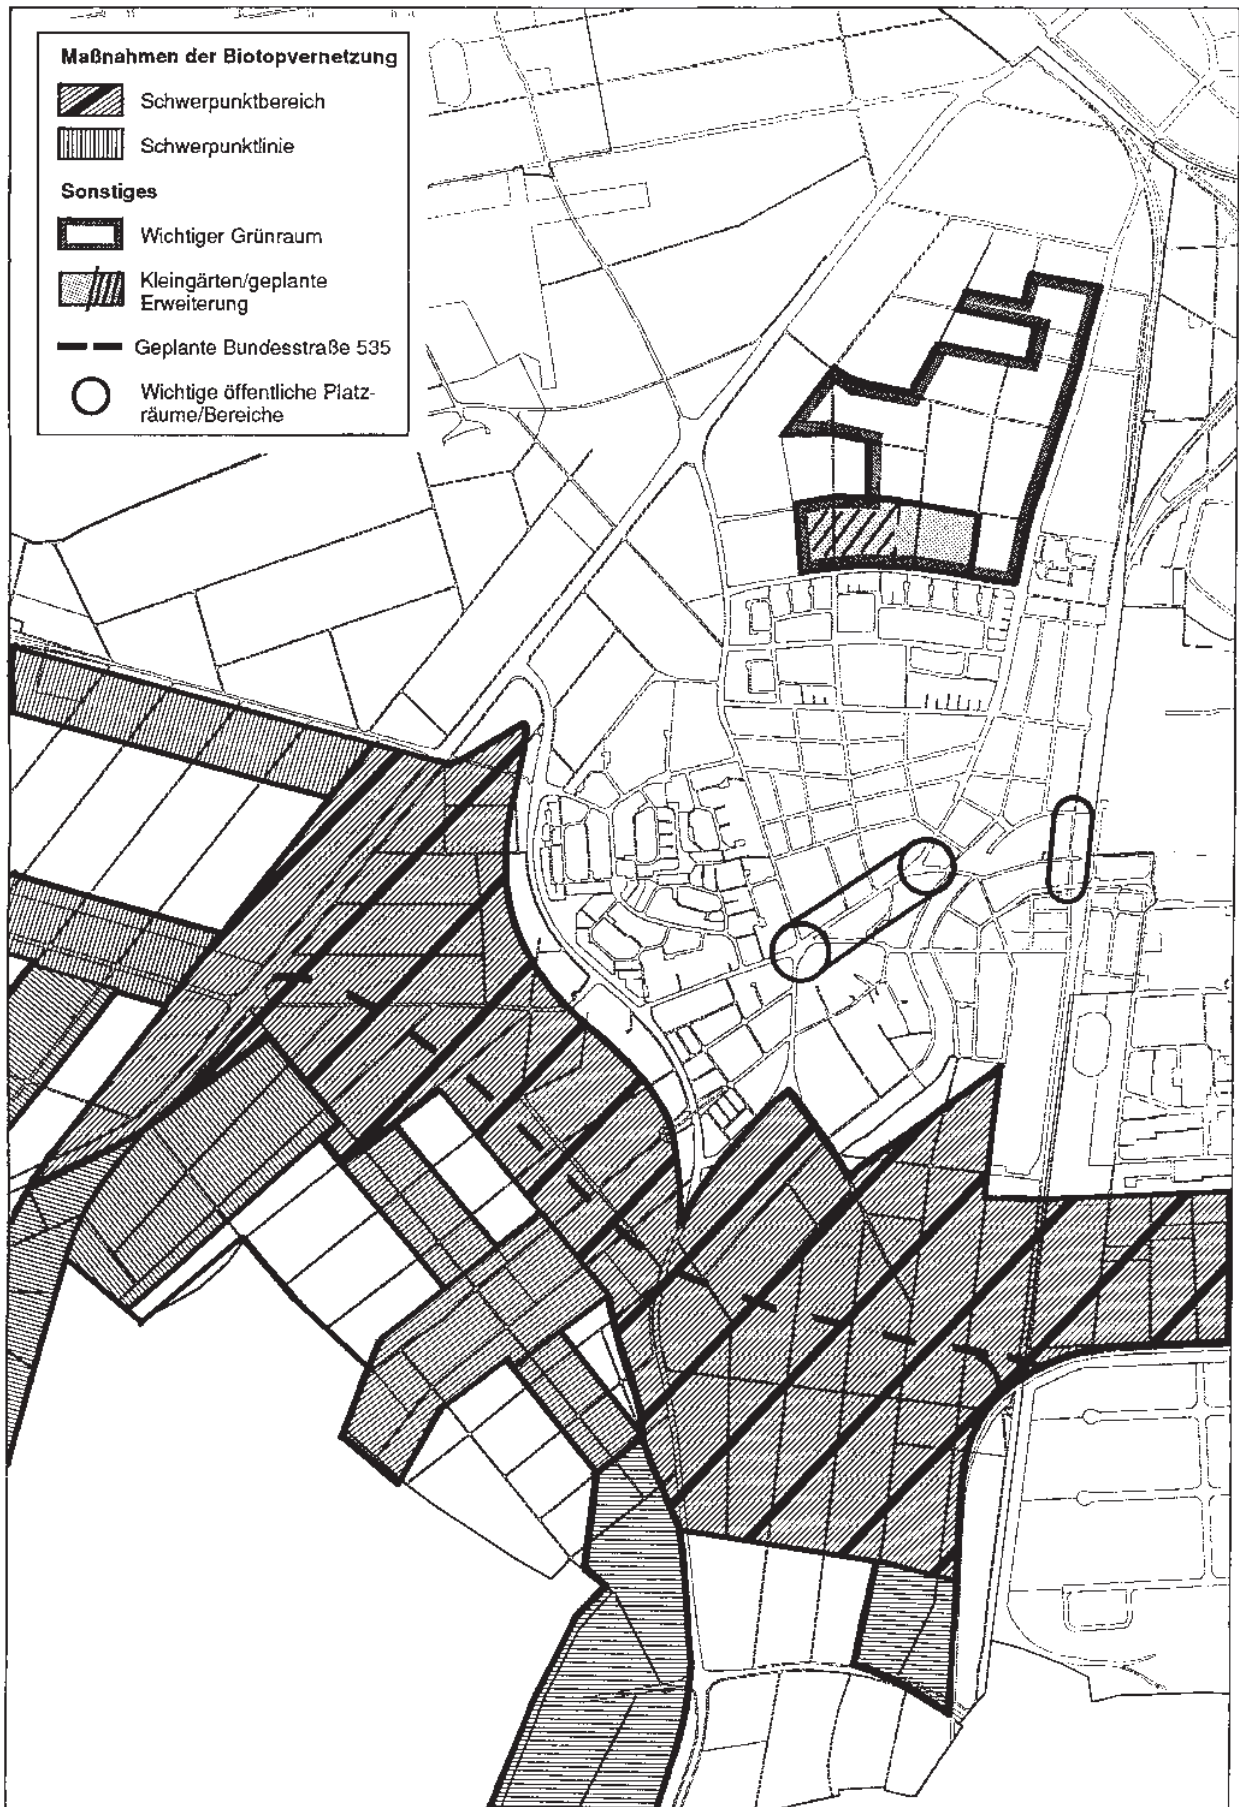 Maßnahmen der Biotopvernetzung
Schwerpunktbereich
Schwerpunktlinie
Sonstiges
Wichtiger Grünraum
Kleingärten/geplante
Erweiterung
Geplante Bundesstraße 535
Wichtige öffentliche Platz-
räume/Bereiche